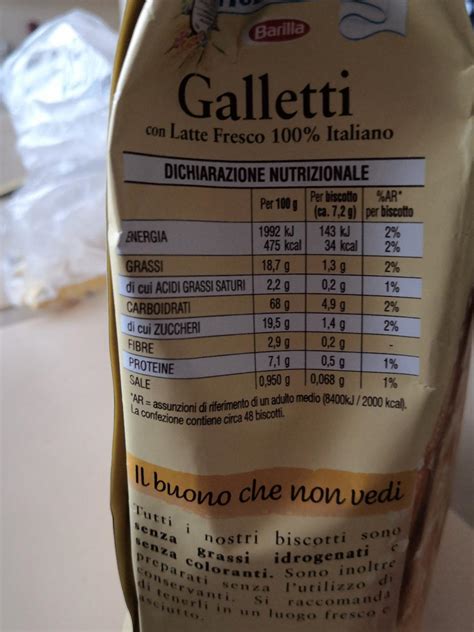 Barilla
Galletti
con Latte Fresco 100% Italiano
DICHIARAZIONE NUTRIZIONALE
Per 100 g Per biscotto (ca. 7,2 g) %AR* per biscotto
ENERGIA 1992 kJ 143 kJ 2%
475 kcal 34 kcal 2%
GRASSI 18,7 g 1,3 g 2%
di cui ACIDI GRASSI SATURI 2,2 g 0,2 g 1%
CARBOIDRATI 68 g 4,9 g 2%
di cui ZUCCHERI 19,5 g 1,4 g 2%
FIBRE 2,9 g 0,2 g -
PROTEINE 7,1 g 0,5 g 1%
SALE 0,950 g 0,068 g 1%
*AR = assunzioni di riferimento di un adulto medio (8400kJ / 2000 kcal).
La confezione contiene circa 48 biscotti.
Il buono che non vedi
Tutti i nostri biscotti sono
senza grassi idrogenati e
senza coloranti. Sono inoltre
preparati senza l'utilizzo di
conservanti. Si raccomanda
di tenerli in un luogo fresco e
asciutto.